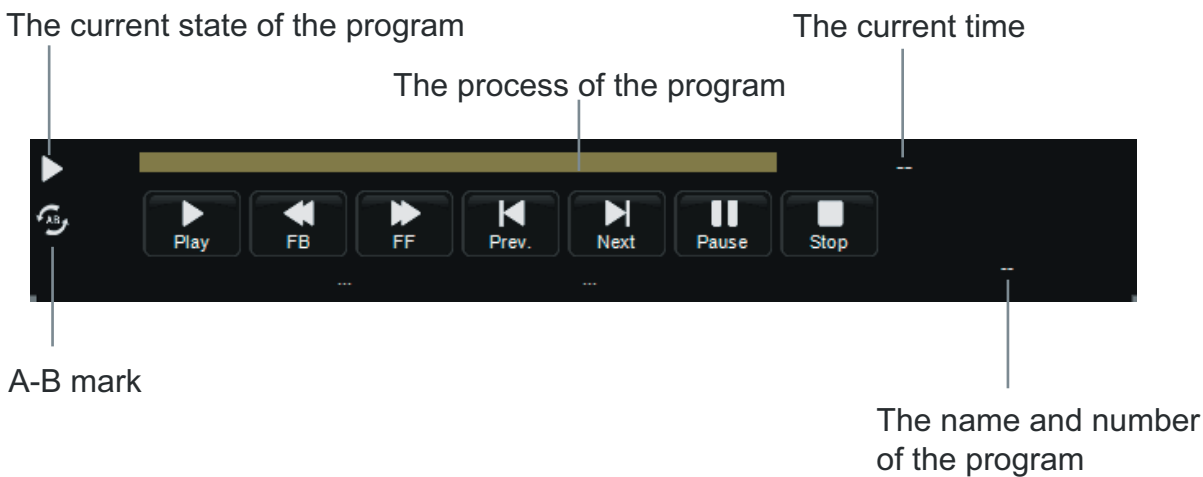 The current state of the program
The current time
The process of the program
--
AB
Play FB FF Prev. Next Pause Stop
--
... ...
A-B mark
The name and number
of the program